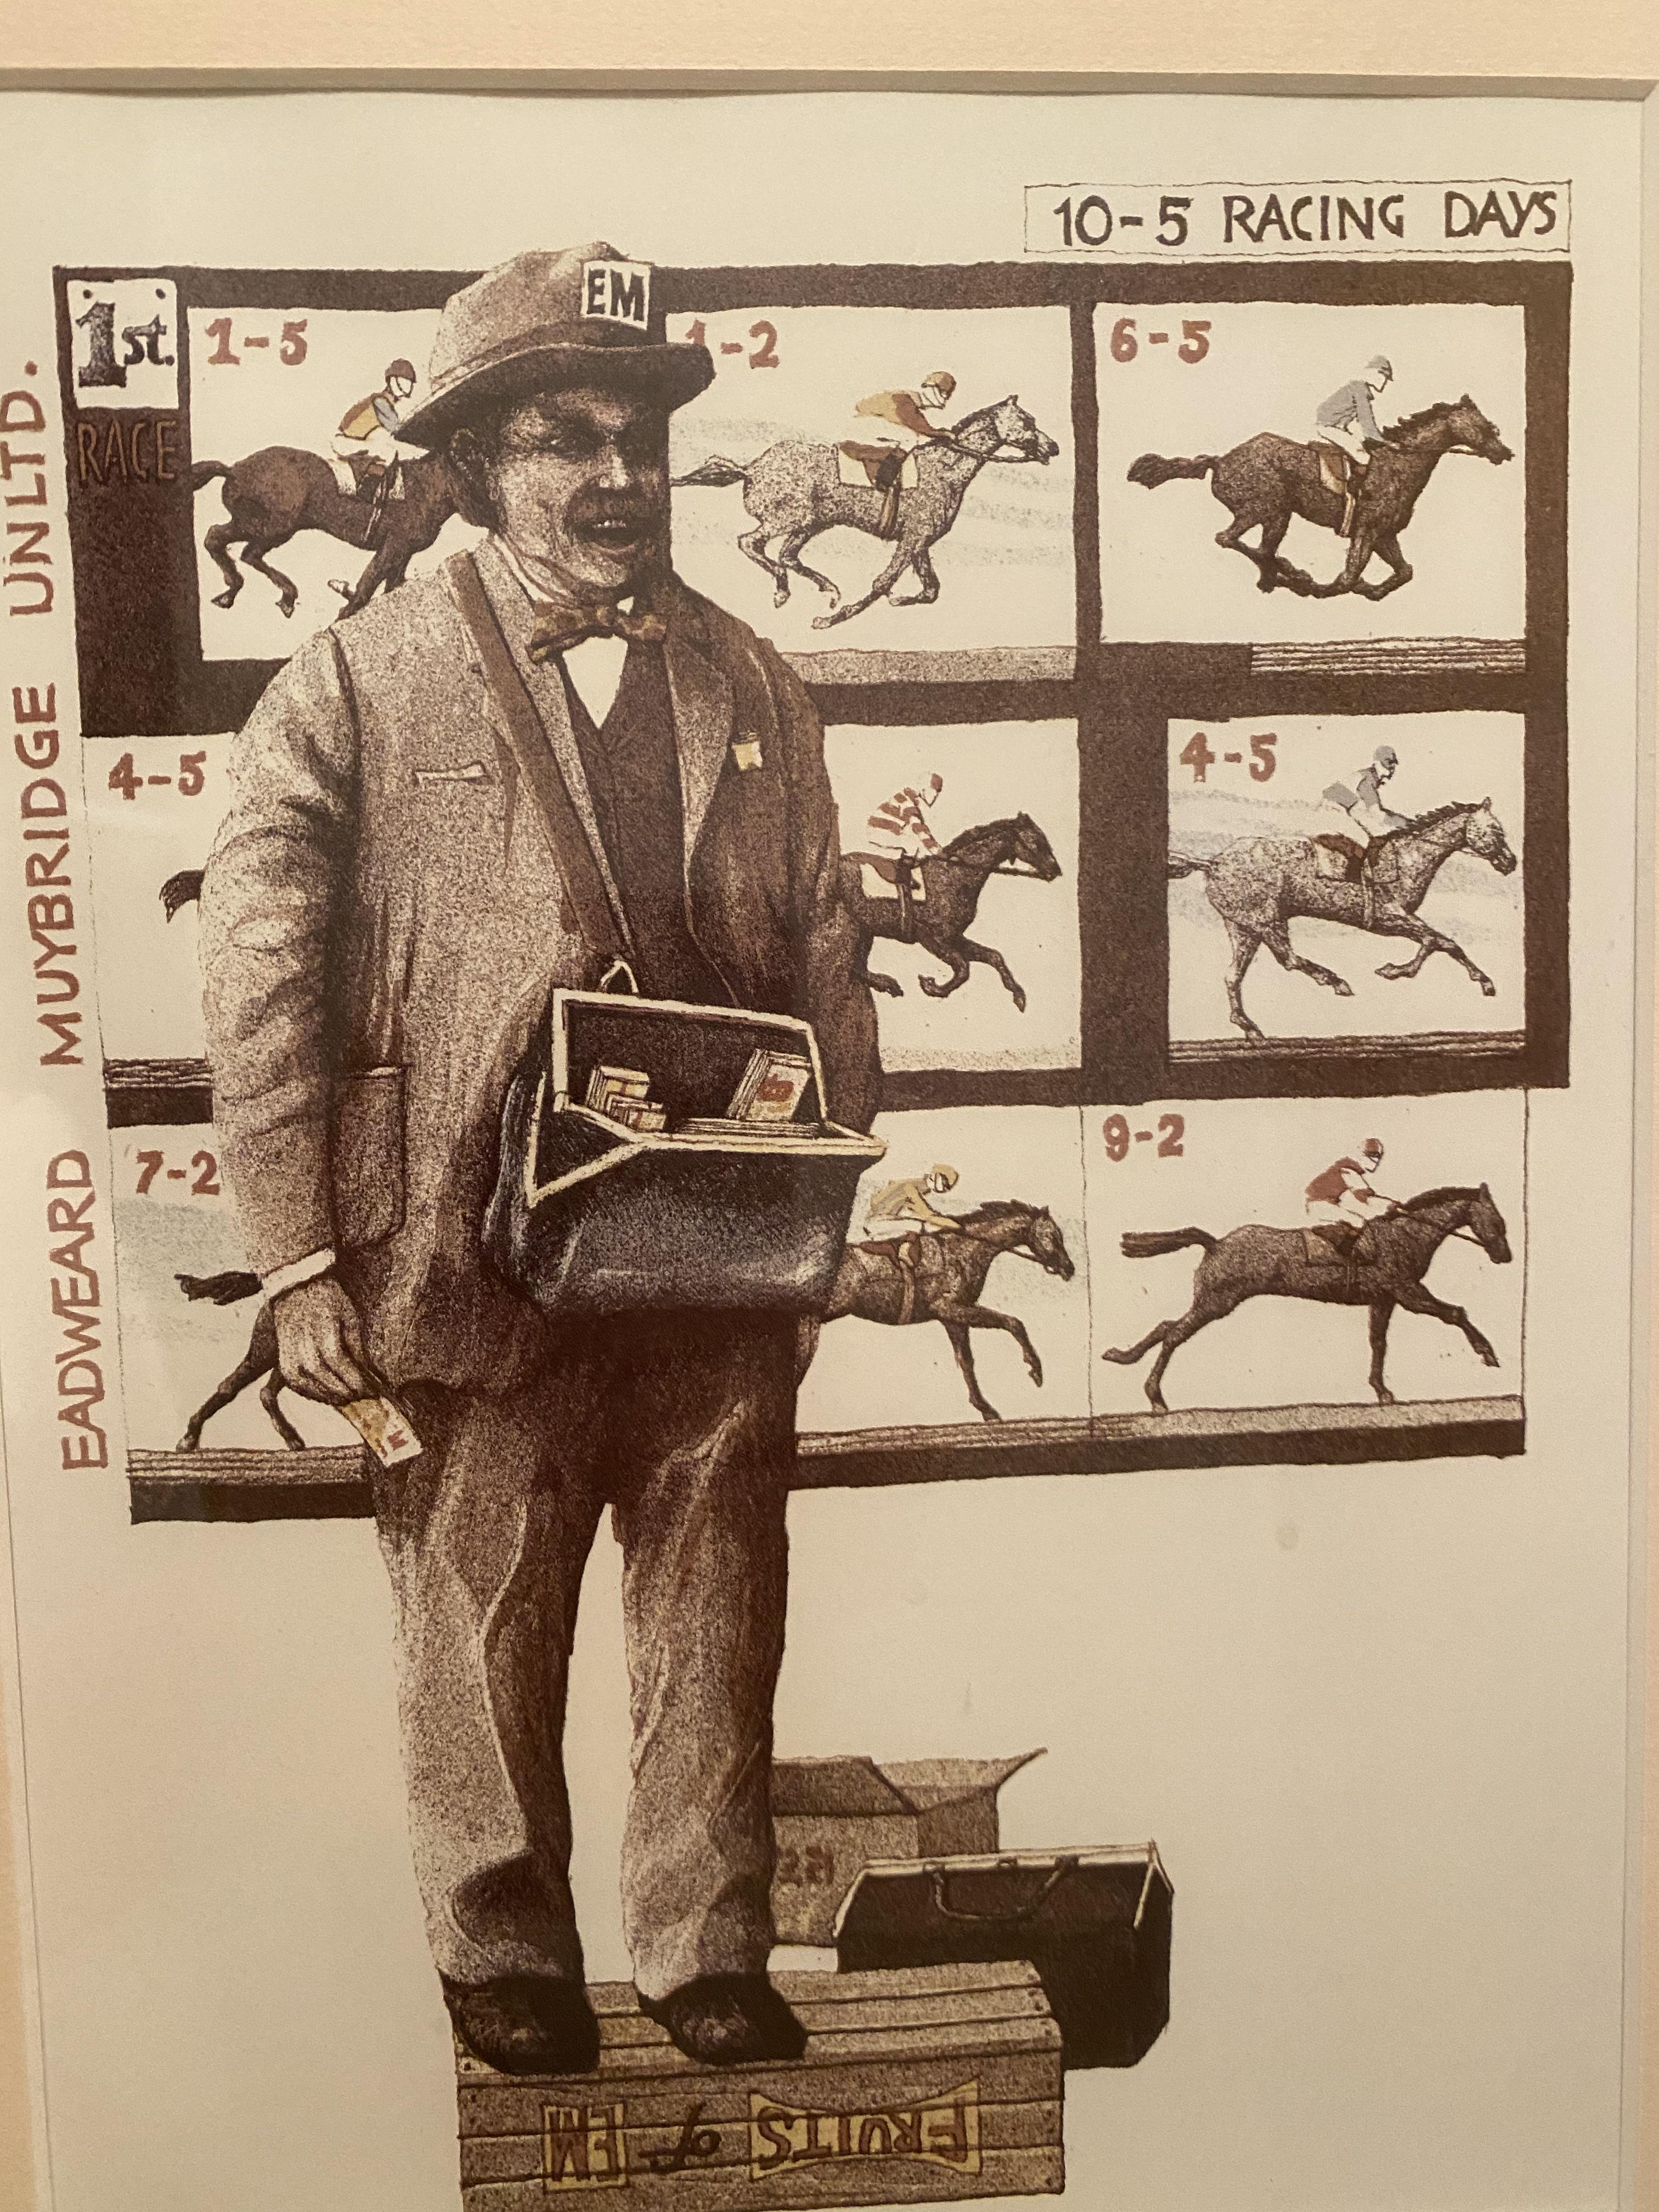 10-5 RACING DAYS
EM
1st.
RACE
1-5
1-2
6-5
4-5
4-5
7-2
9-2
EADWEARD MUYBRIDGE UNLTD.
FRUITS of EM